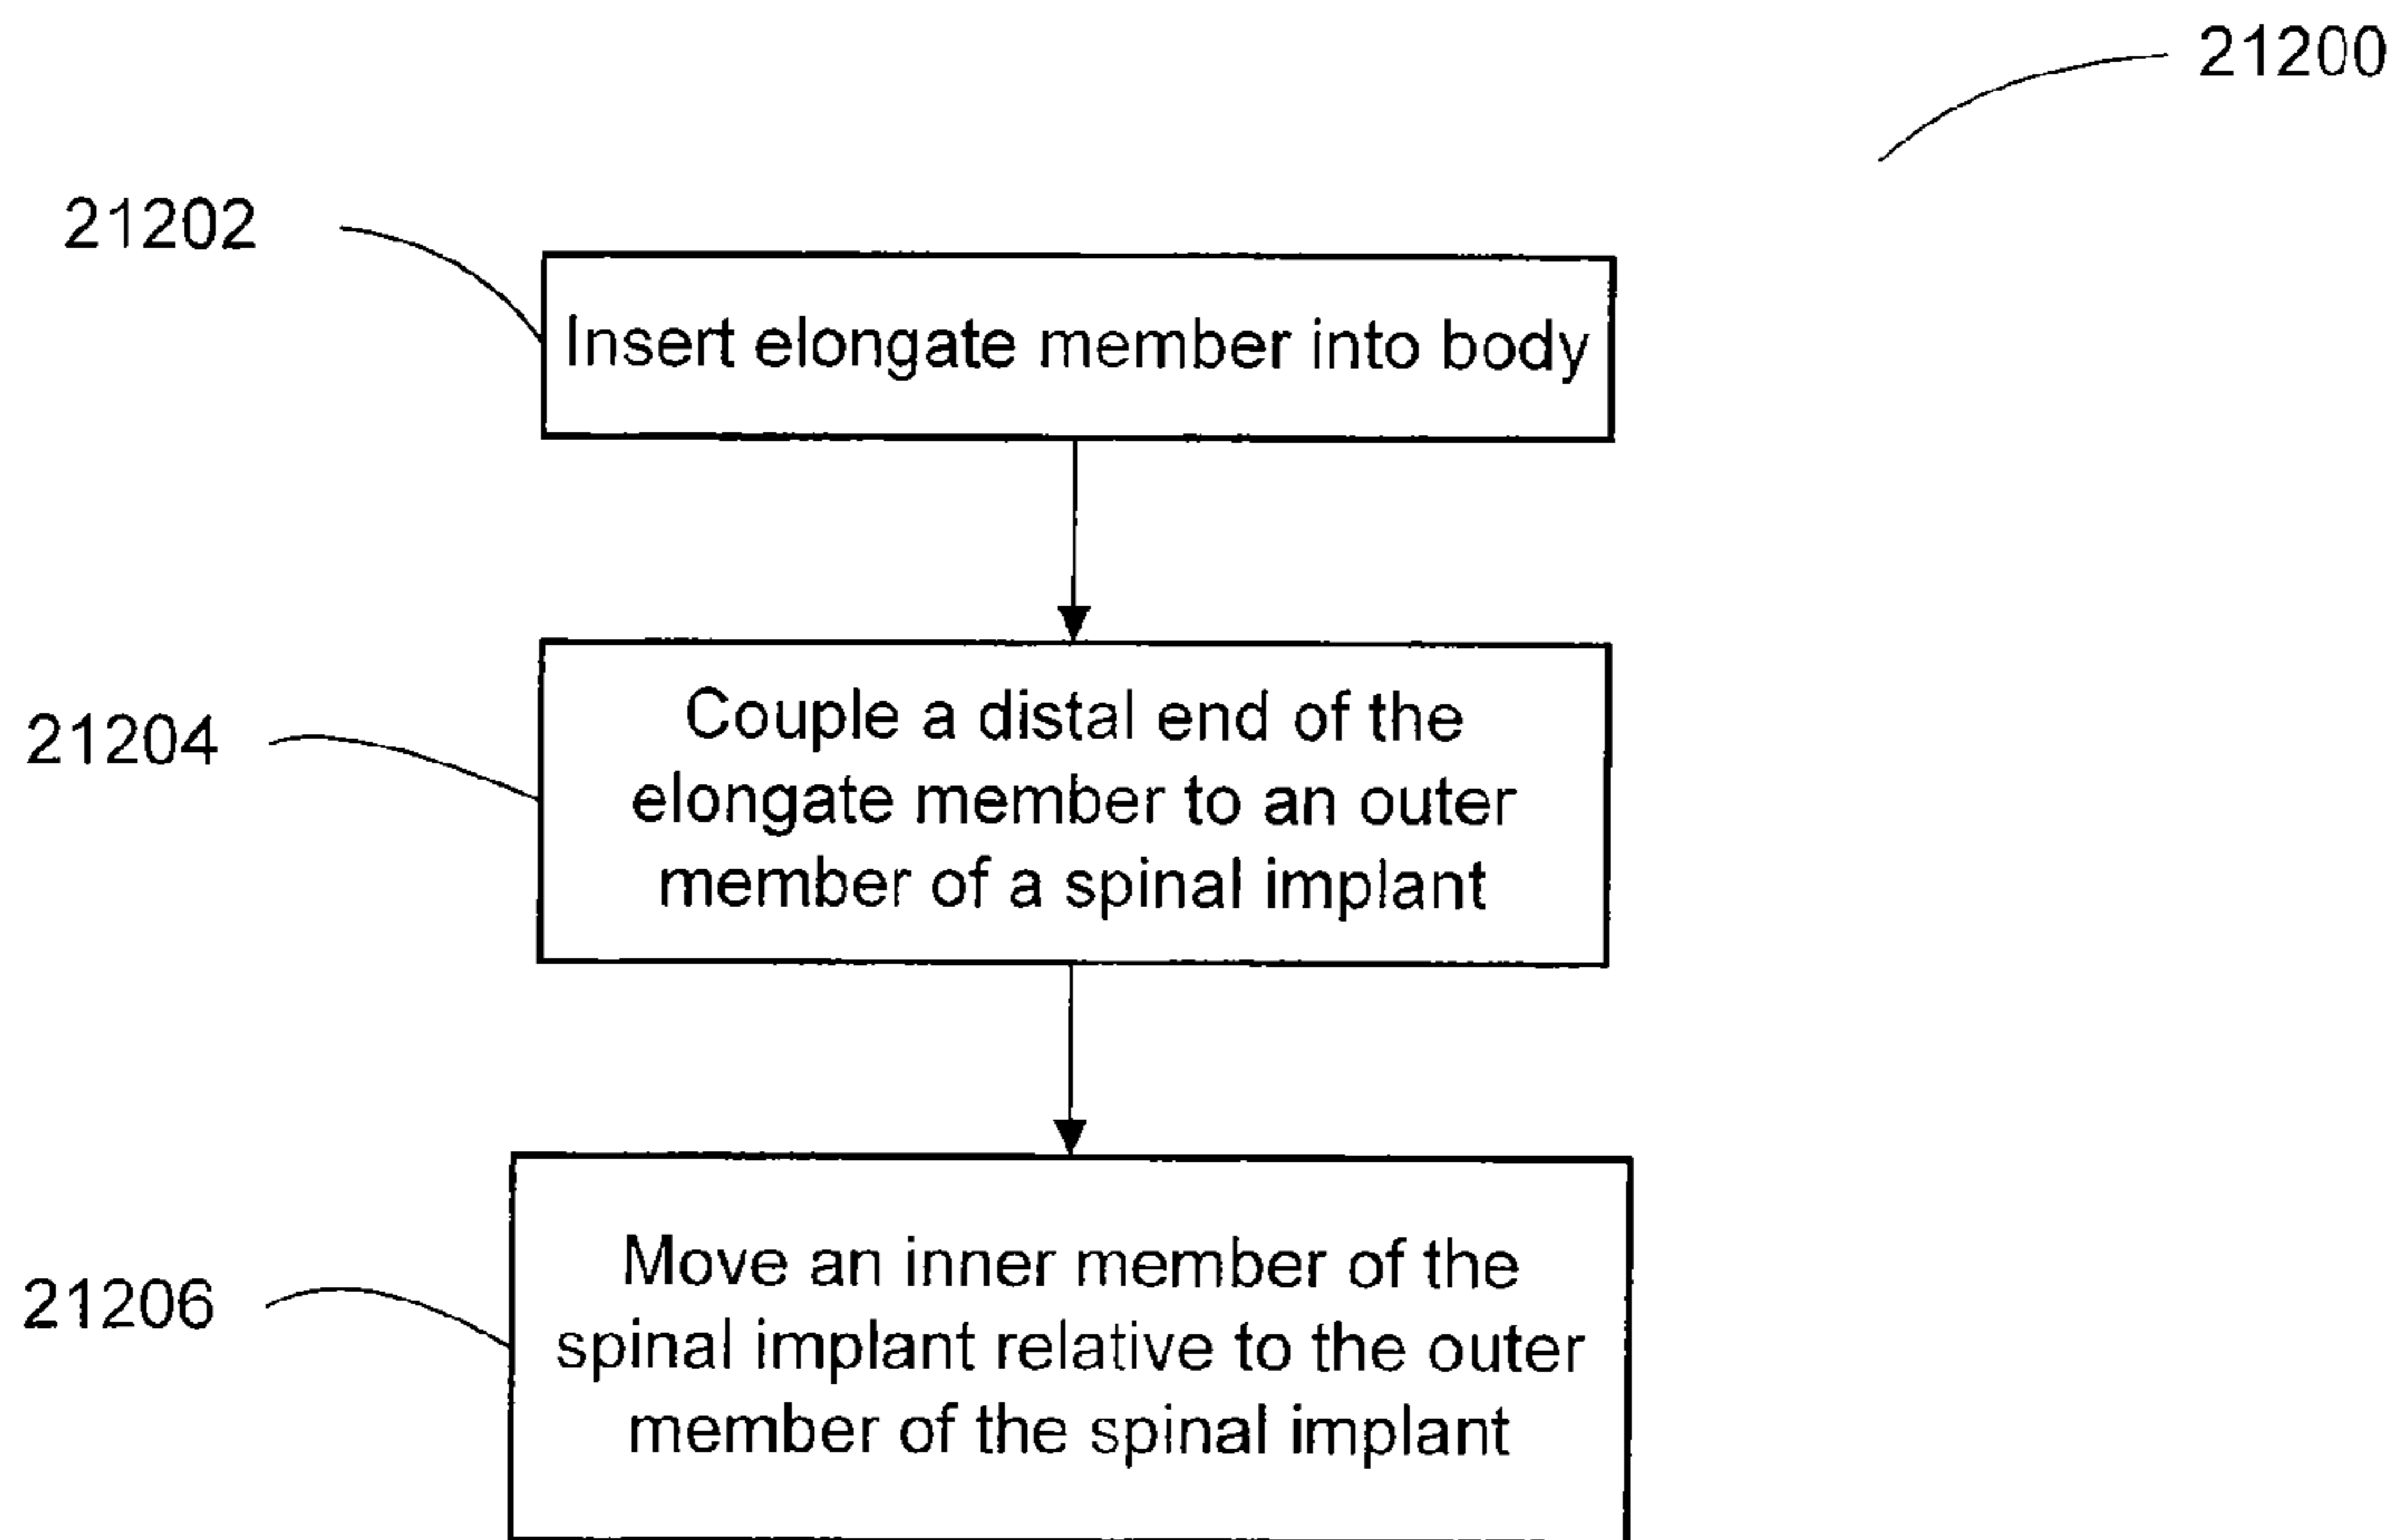 21200
21202
Insert elongate member into body
21204
Couple a distal end of the
elongate member to an outer
member of a spinal implant
21206
Move an inner member of the
spinal implant relative to the outer
member of the spinal implant